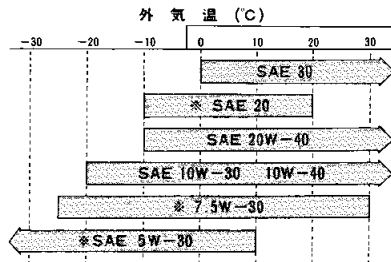 外 気 温 (℃)
-30 -20 -10 0 10 20 30
SAE 30
※ SAE 20
SAE 20W-40
SAE 10W-30 10W-40
※ 7.5W-30
※SAE 5W-30